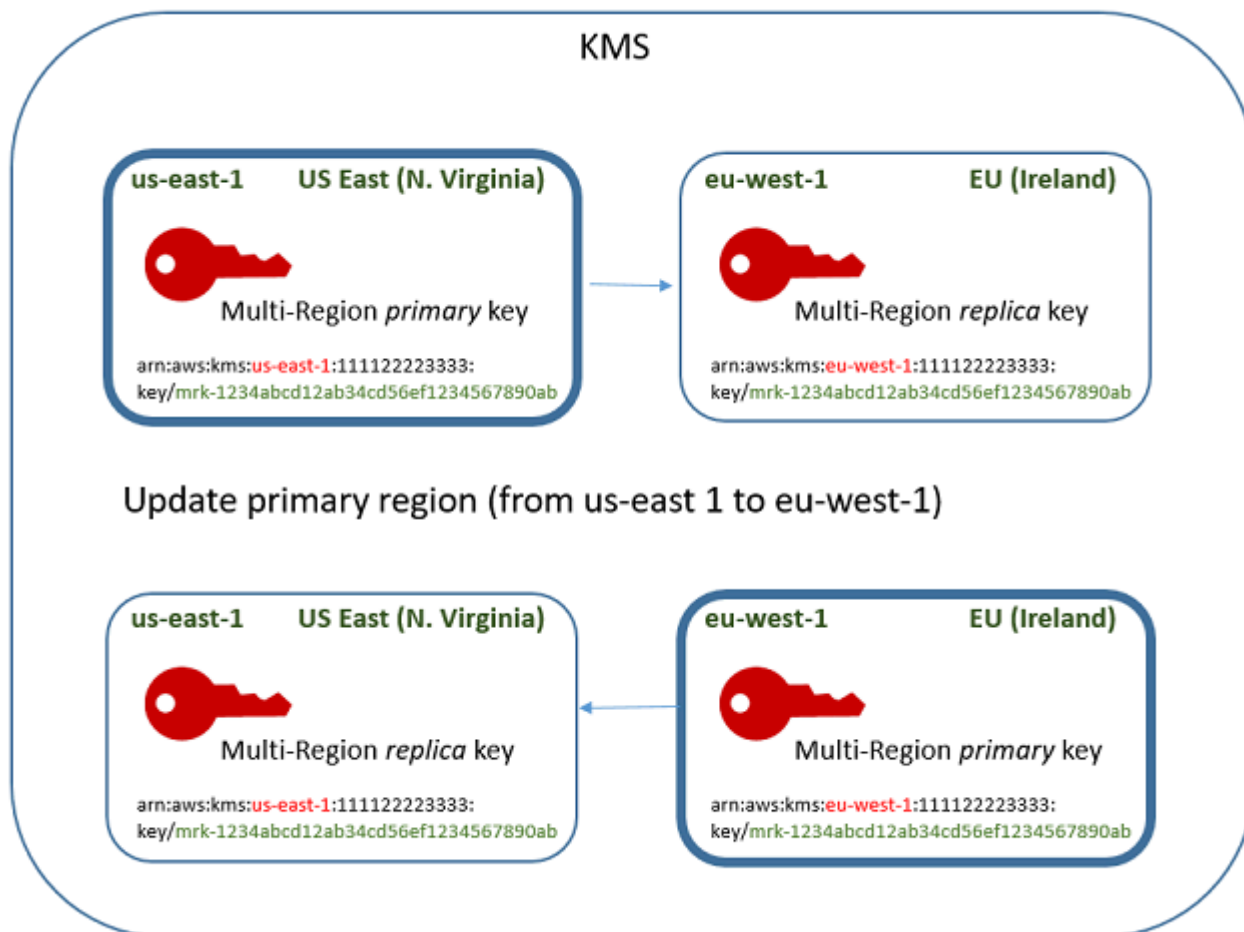 KMS
us-east-1 US East (N. Virginia)
Multi-Region primary key
arn:aws:kms:us-east-1:111122223333:
key/mrk-1234abcd12ab34cd56ef1234567890ab
eu-west-1 EU (Ireland)
Multi-Region replica key
arn:aws:kms:eu-west-1:111122223333:
key/mrk-1234abcd12ab34cd56ef1234567890ab
Update primary region (from us-east 1 to eu-west-1)
us-east-1 US East (N. Virginia)
Multi-Region replica key
arn:aws:kms:us-east-1:111122223333:
key/mrk-1234abcd12ab34cd56ef1234567890ab
eu-west-1 EU (Ireland)
Multi-Region primary key
arn:aws:kms:eu-west-1:111122223333:
key/mrk-1234abcd12ab34cd56ef1234567890ab